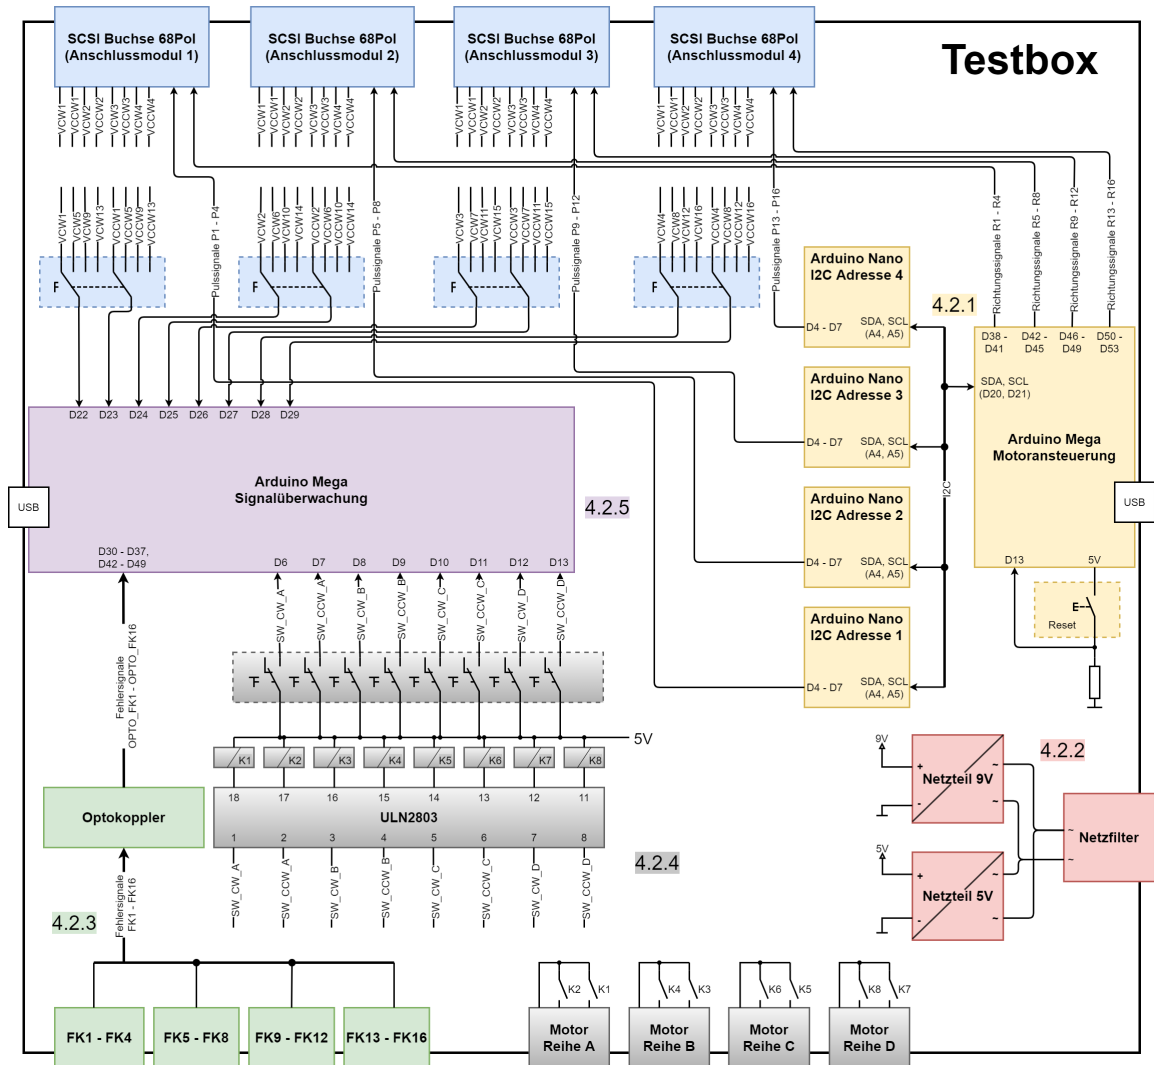 SCSI Buchse 68Pol
(Anschlussmodul 1)
SCSI Buchse 68Pol
(Anschlussmodul 2)
SCSI Buchse 68Pol
(Anschlussmodul 3)
SCSI Buchse 68Pol
(Anschlussmodul 4)
Testbox
VCW1
VCCW1
VCW2
VCCW2
VCW3
VCCW3
VCW4
VCCW4
VCW1
VCCW1
VCW2
VCCW2
VCW3
VCCW3
VCW4
VCCW4
VCW1
VCCW1
VCW2
VCCW2
VCW3
VCCW3
VCW4
VCCW4
VCW1
VCCW1
VCW2
VCCW2
VCW3
VCCW3
VCW4
VCCW4
VCW1
VCW5
VCW9
VCW13
VCCW1
VCCW5
VCCW9
VCCW13
Pulssignale P1 - P4
VCW2
VCW6
VCW10
VCW14
VCCW2
VCCW6
VCCW10
VCCW14
Pulssignale P5 - P8
VCW3
VCW7
VCW11
VCW15
VCCW3
VCCW7
VCCW11
VCCW15
Pulssignale P9 - P12
VCW4
VCW8
VCW12
VCW16
VCCW4
VCCW8
VCCW12
VCCW16
Pulssignale P13 - P16
Richtungssignale R1 - R4
Richtungssignale R5 - R8
Richtungssignale R9 - R12
Richtungssignale R13 - R16
F
F
F
F
Arduino Nano
I2C Adresse 4
D4 - D7
SDA, SCL
(A4, A5)
4.2.1
D38 -
D41
D42 -
D45
D46 -
D49
D50 -
D53
SDA, SCL
(D20, D21)
Arduino Mega
Motoransteuerung
D13
5V
USB
Arduino Nano
I2C Adresse 3
D4 - D7
SDA, SCL
(A4, A5)
I2C
Arduino Nano
I2C Adresse 2
D4 - D7
SDA, SCL
(A4, A5)
Arduino Nano
I2C Adresse 1
D4 - D7
SDA, SCL
(A4, A5)
E
Reset
D22
D23
D24
D25
D26
D27
D28
D29
Arduino Mega
Signalüberwachung
USB
4.2.5
D30 - D37,
D42 - D49
D6
D7
D8
D9
D10
D11
D12
D13
SW_CW_A
SW_CCW_A
SW_CW_B
SW_CCW_B
SW_CW_C
SW_CCW_C
SW_CW_D
SW_CCW_D
Fehlersignale
OPTO_FK1 - OPTO_FK16
5V
K1
K2
K3
K4
K5
K6
K7
K8
18
17
16
15
14
13
12
11
ULN2803
1
2
3
4
5
6
7
8
SW_CW_A
SW_CCW_A
SW_CW_B
SW_CCW_B
SW_CW_C
SW_CCW_C
SW_CW_D
SW_CCW_D
4.2.4
Optokoppler
Fehlersignale
FK1 - FK16
4.2.3
9V
+
-
~
~
Netzteil 9V
4.2.2
5V
+
-
~
~
Netzteil 5V
~
~
Netzfilter
FK1 - FK4
FK5 - FK8
FK9 - FK12
FK13 - FK16
K2
K1
Motor
Reihe A
K4
K3
Motor
Reihe B
K6
K5
Motor
Reihe C
K8
K7
Motor
Reihe D